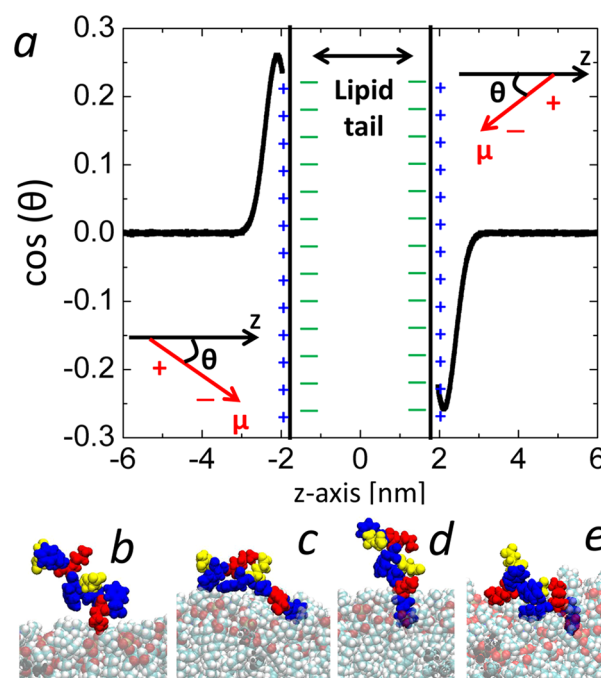 a
0.3
0.2
0.1
0.0
-0.1
-0.2
-0.3
cos (θ)
Lipid
tail
z
θ
+
−
μ
z
θ
+
−
μ
-6 -4 -2 0 2 4 6
z-axis [nm]
b c d e